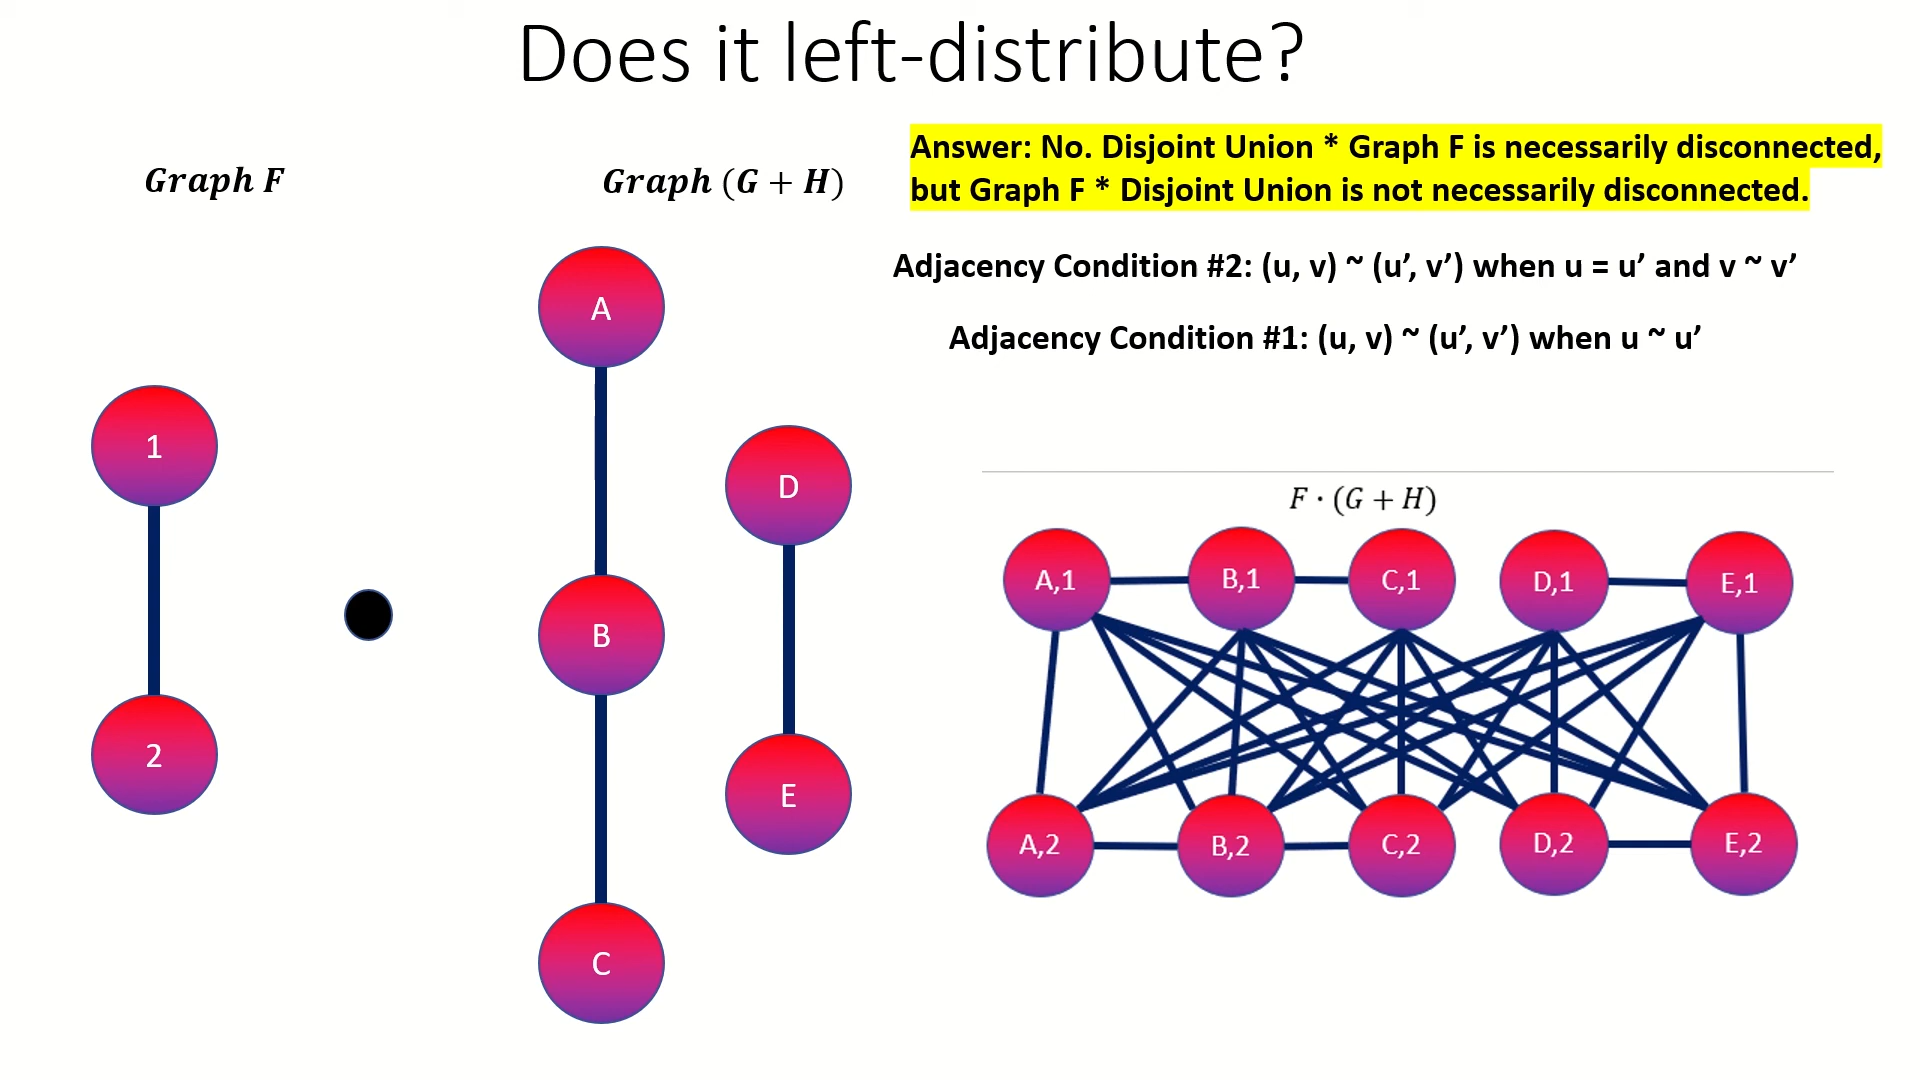 Does it left-distribute?
Answer: No. Disjoint Union * Graph F is necessarily disconnected,
but Graph F * Disjoint Union is not necessarily disconnected.
Graph F
Graph (G + H)
Adjacency Condition #2: (u, v) ~ (u’, v’) when u = u’ and v ~ v’
Adjacency Condition #1: (u, v) ~ (u’, v’) when u ~ u’
A
1
D
B
2
E
C
F · (G + H)
A,1 B,1 C,1 D,1 E,1
A,2 B,2 C,2 D,2 E,2